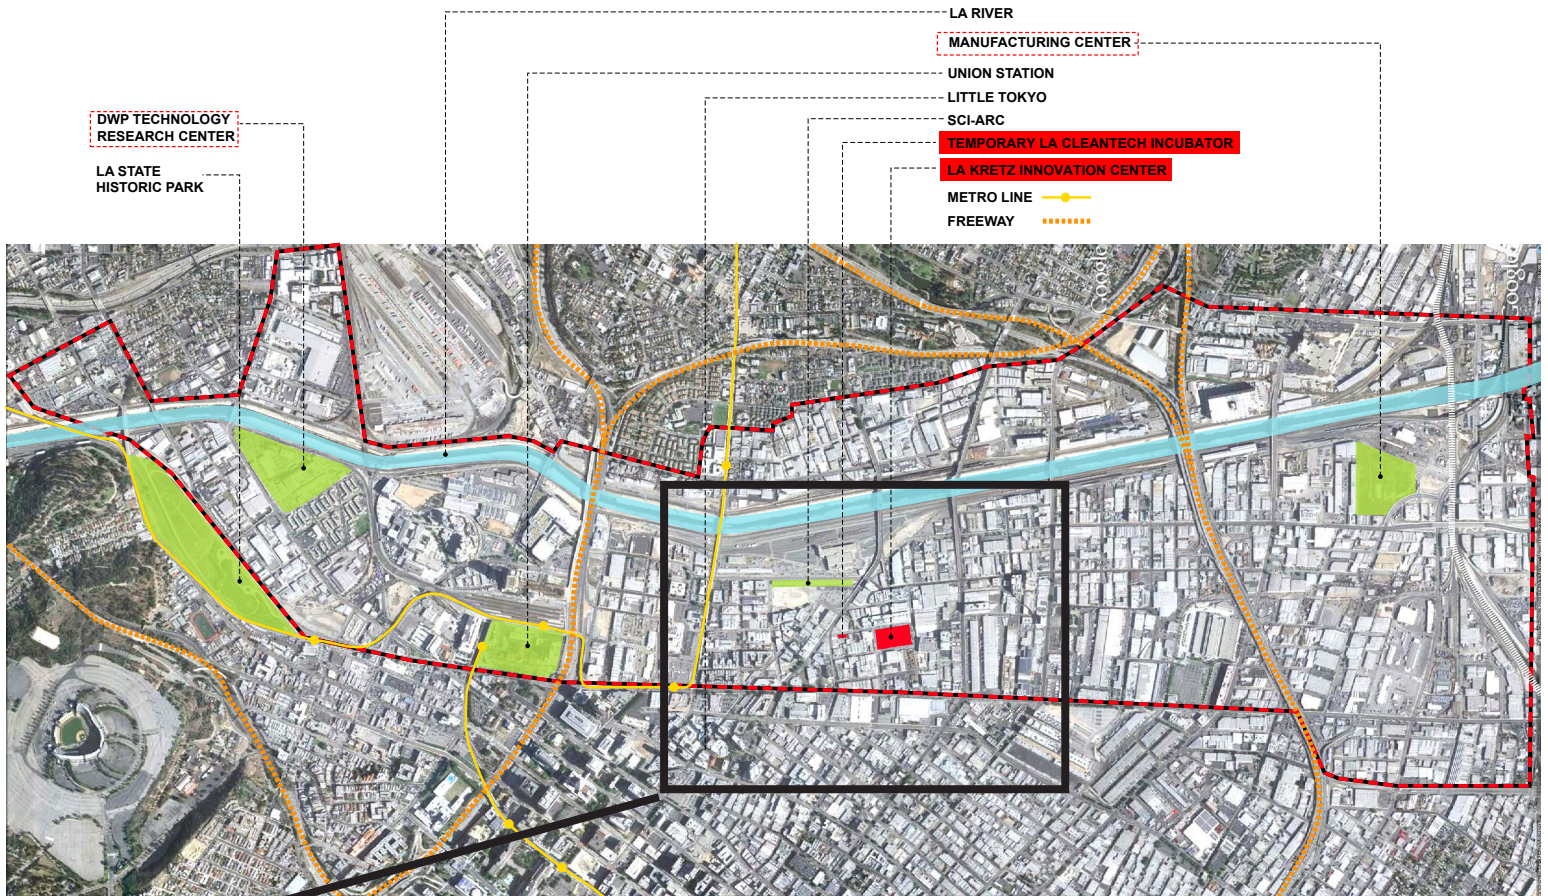 LA RIVER
MANUFACTURING CENTER
UNION STATION
LITTLE TOKYO
SCI-ARC
TEMPORARY LA CLEANTECH INCUBATOR
LA KRETZ INNOVATION CENTER
METRO LINE
FREEWAY
DWP TECHNOLOGY
RESEARCH CENTER
LA STATE
HISTORIC PARK
Google
Google